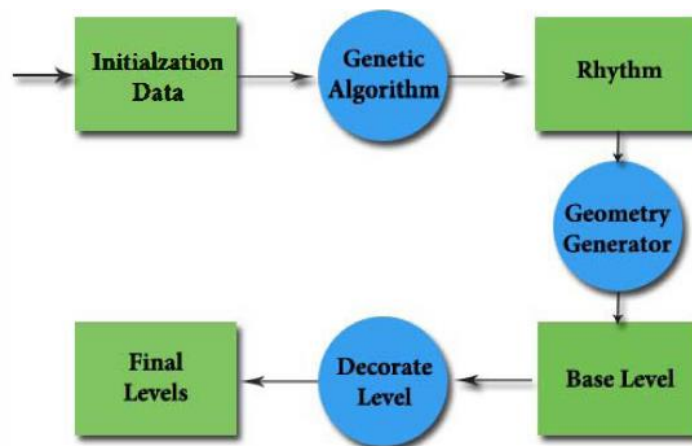 Initialzation
Data
Genetic
Algorithm
Rhythm
Geometry
Generator
Base Level
Decorate
Level
Final
Levels